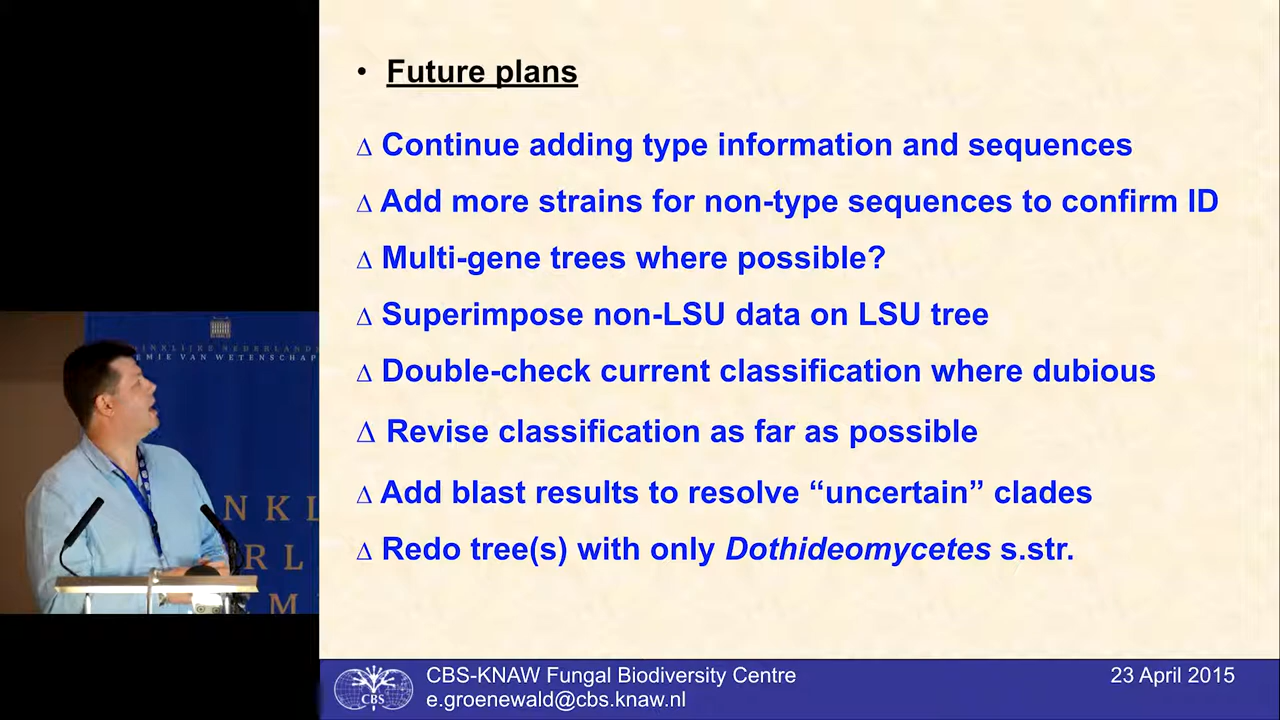 • Future plans
∆ Continue adding type information and sequences
∆ Add more strains for non-type sequences to confirm ID
∆ Multi-gene trees where possible?
∆ Superimpose non-LSU data on LSU tree
∆ Double-check current classification where dubious
∆ Revise classification as far as possible
∆ Add blast results to resolve “uncertain” clades
∆ Redo tree(s) with only Dothideomycetes s.str.
CBS
CBS-KNAW Fungal Biodiversity Centre
23 April 2015
e.groenewald@cbs.knaw.nl
EMIE VAN WETENSCHAP
N K L
R L
M